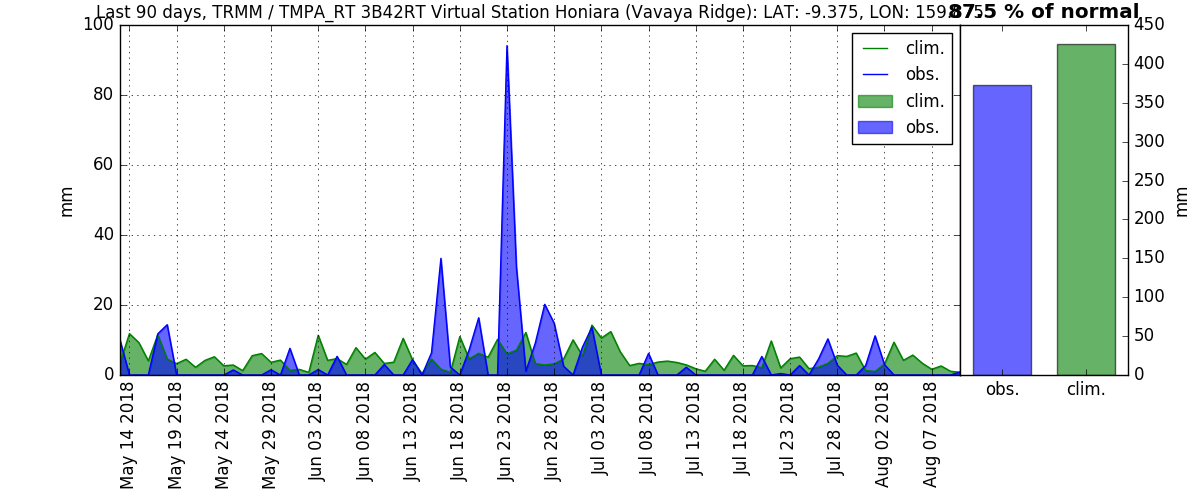 Last 90 days, TRMM / TMPA_RT 3B42RT Virtual Station Honiara (Vavaya Ridge): LAT: -9.375, LON: 159.875
87.5 % of normal
100
80
60
40
20
0
mm
clim.
obs.
clim.
obs.
450
400
350
300
250
200
150
100
50
0
mm
obs.
clim.
May 14 2018
May 19 2018
May 24 2018
May 29 2018
Jun 03 2018
Jun 08 2018
Jun 13 2018
Jun 18 2018
Jun 23 2018
Jun 28 2018
Jul 03 2018
Jul 08 2018
Jul 13 2018
Jul 18 2018
Jul 23 2018
Jul 28 2018
Aug 02 2018
Aug 07 2018